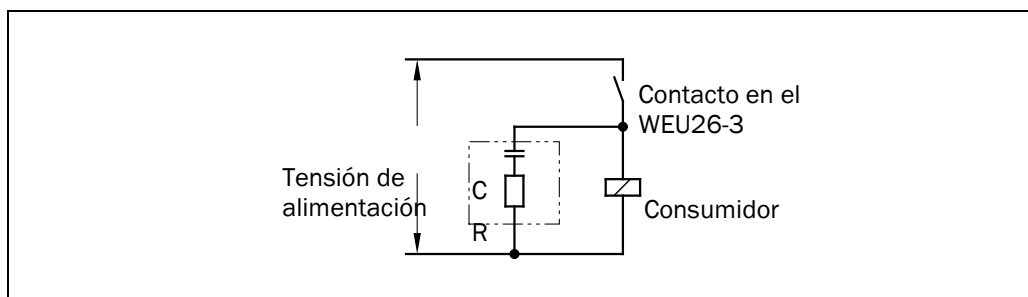 Contacto en el
WEU26-3
Tensión de
alimentación
C
R
Consumidor